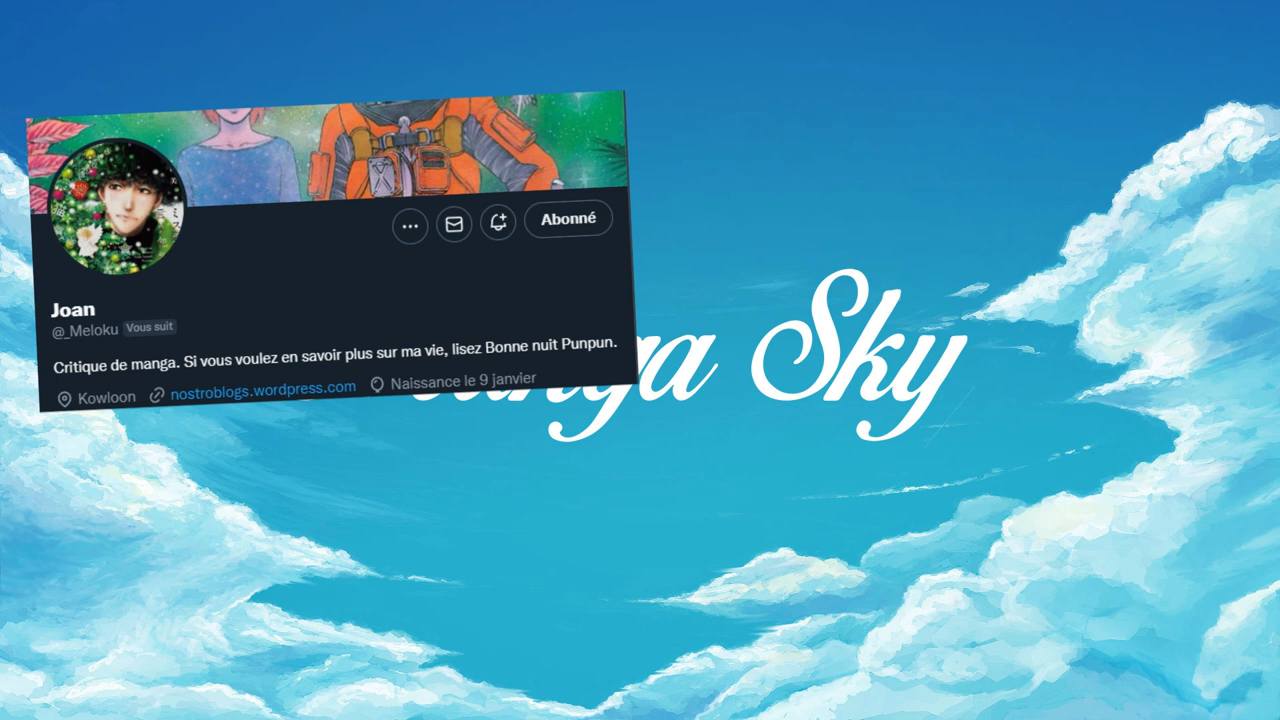 Abonné
Joan
@_Meloku Vous suit
Critique de manga. Si vous voulez en savoir plus sur ma vie, lisez Bonne nuit Punpun.
Kowloon nostroblogs.wordpress.com Naissance le 9 janvier
Sky